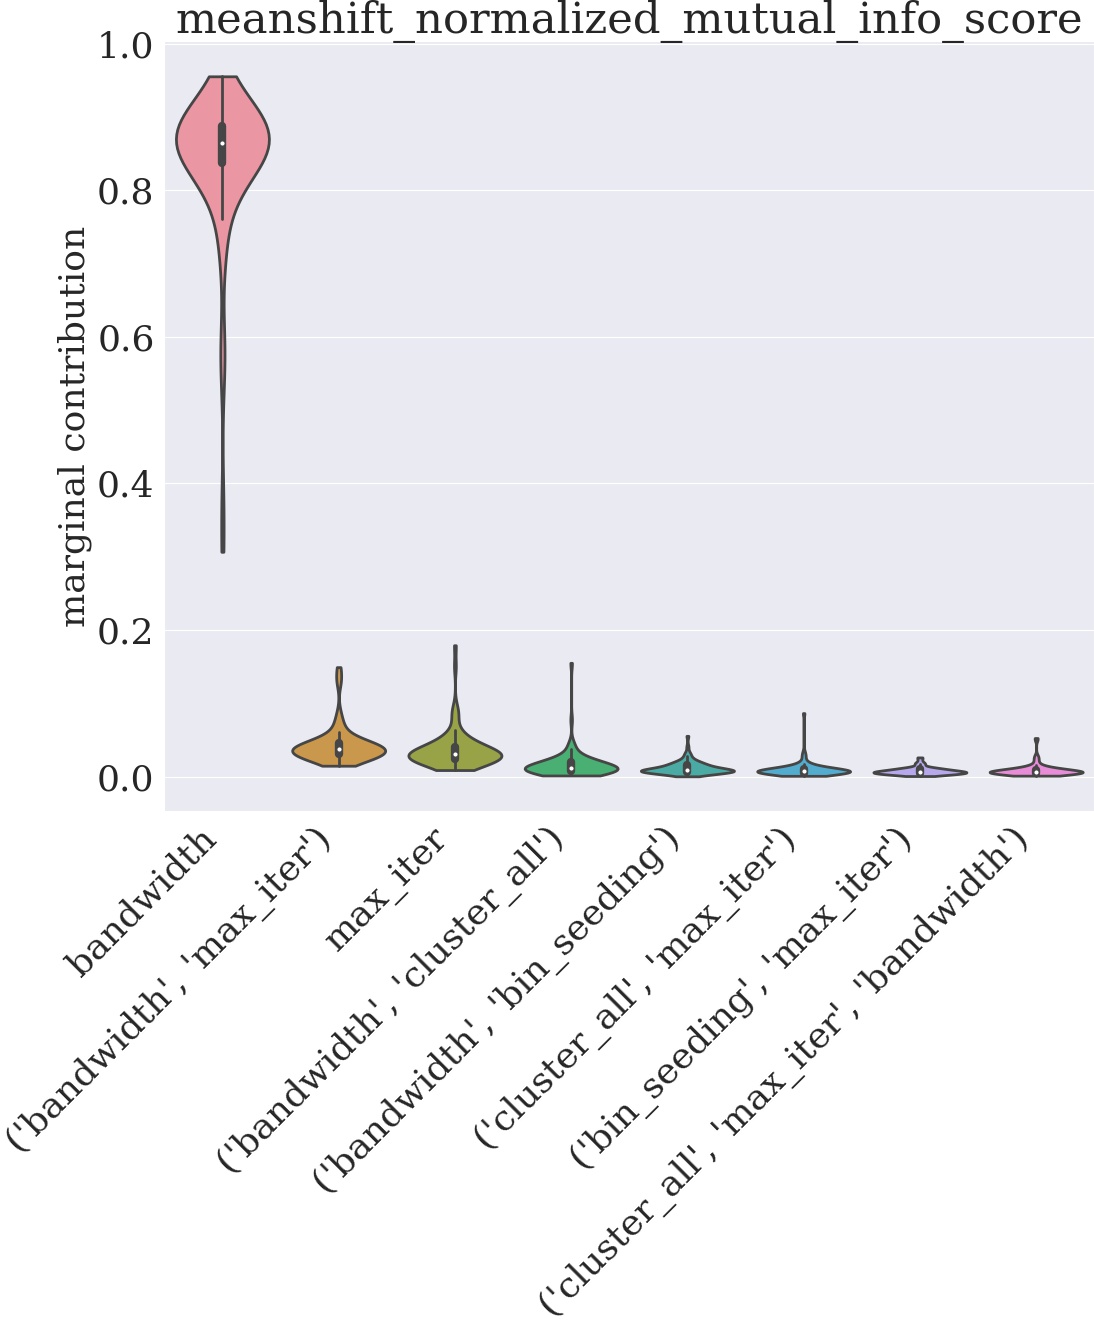 meanshift_normalized_mutual_info_score
marginal contribution
1.0
0.8
0.6
0.4
0.2
0.0
bandwidth
('bandwidth', 'max_iter')
max_iter
('bandwidth', 'cluster_all')
('bandwidth', 'bin_seeding')
('cluster_all', 'max_iter')
('bin_seeding', 'max_iter')
('cluster_all', 'max_iter', 'bandwidth')